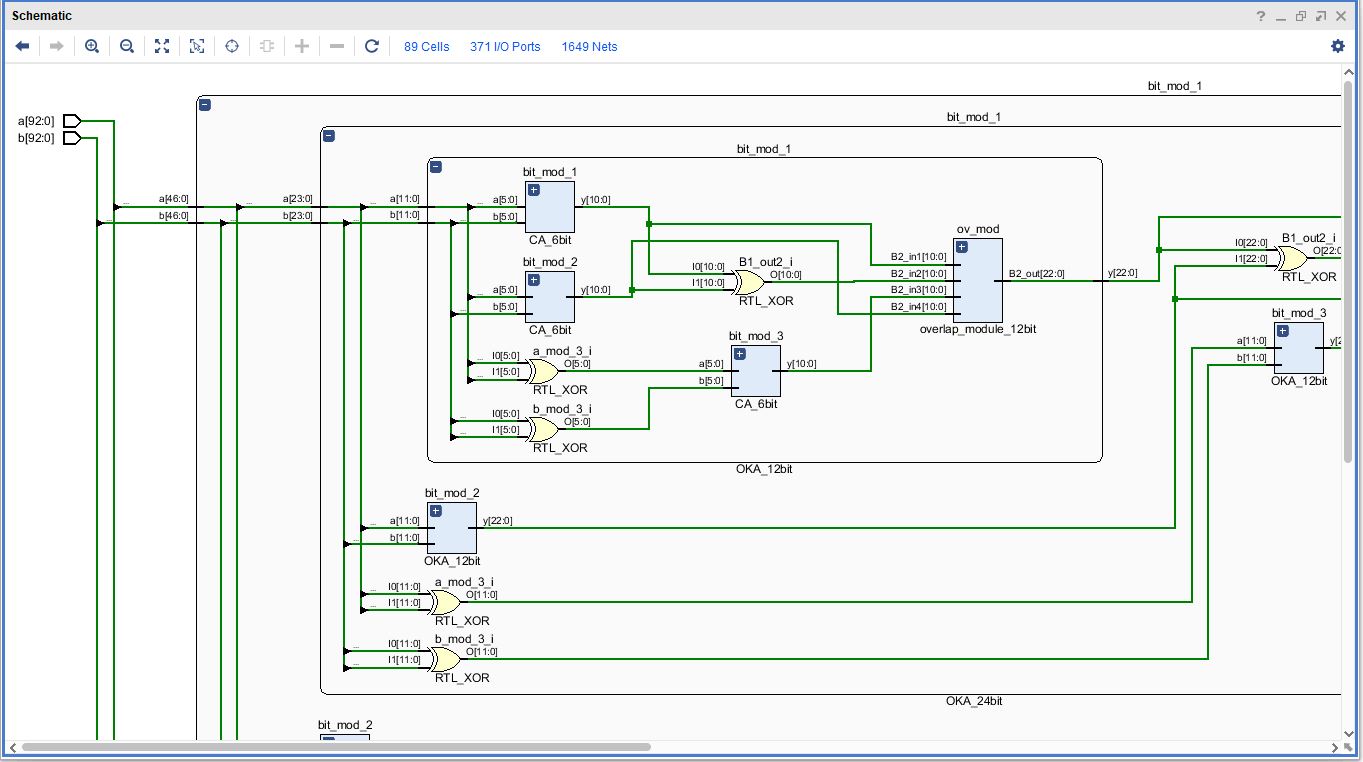 Schematic
89 Cells 371 I/O Ports 1649 Nets
bit_mod_1
bit_mod_1
bit_mod_1
a[92:0]
b[92:0]
a[46:0] a[23:0] a[11:0]
b[46:0] b[23:0] b[11:0]
bit_mod_1
a[5:0] y[10:0]
b[5:0]
CA_6bit
bit_mod_2
a[5:0] y[10:0]
b[5:0]
CA_6bit
B1_out2_i
I0[10:0] O[10:0]
I1[10:0]
RTL_XOR
ov_mod
B2_in1[10:0]
B2_in2[10:0] B2_out[22:0] y[22:0]
B2_in3[10:0]
B2_in4[10:0]
overlap_module_12bit
B1_out2_i
I0[22:0] O[22:0
I1[22:0]
RTL_XOR
a_mod_3_i
I0[5:0] O[5:0]
I1[5:0]
RTL_XOR
bit_mod_3
a[5:0] y[10:0]
b[5:0]
CA_6bit
bit_mod_3
a[11:0] y[2
b[11:0]
OKA_12bit
b_mod_3_i
I0[5:0] O[5:0]
I1[5:0]
RTL_XOR
OKA_12bit
bit_mod_2
a[11:0] y[22:0]
b[11:0]
OKA_12bit
a_mod_3_i
I0[11:0] O[11:0]
I1[11:0]
RTL_XOR
b_mod_3_i
I0[11:0] O[11:0]
I1[11:0]
RTL_XOR
OKA_24bit
bit_mod_2